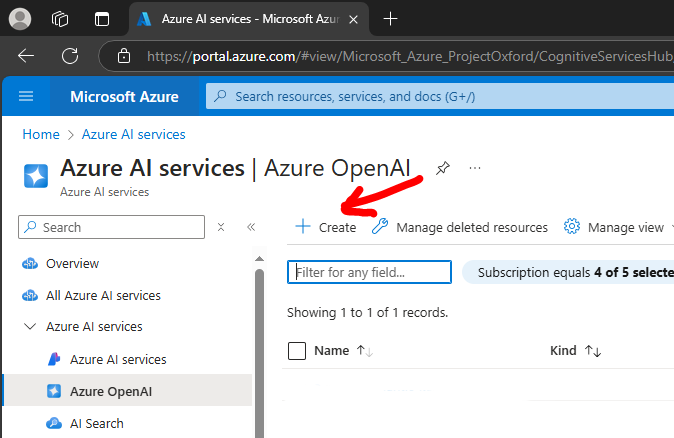 Azure AI services - Microsoft Azu
https://portal.azure.com/#view/Microsoft_Azure_ProjectOxford/CognitiveServicesHub
Microsoft Azure
Search resources, services, and docs (G+/)
Home > Azure AI services
Azure AI services | Azure OpenAI
Azure AI services
Search
Create
Manage deleted resources
Manage view
Overview
All Azure AI services
Azure AI services
Azure AI services
Azure OpenAI
AI Search
Filter for any field...
Subscription equals 4 of 5 selecte
Showing 1 to 1 of 1 records.
Name
Kind